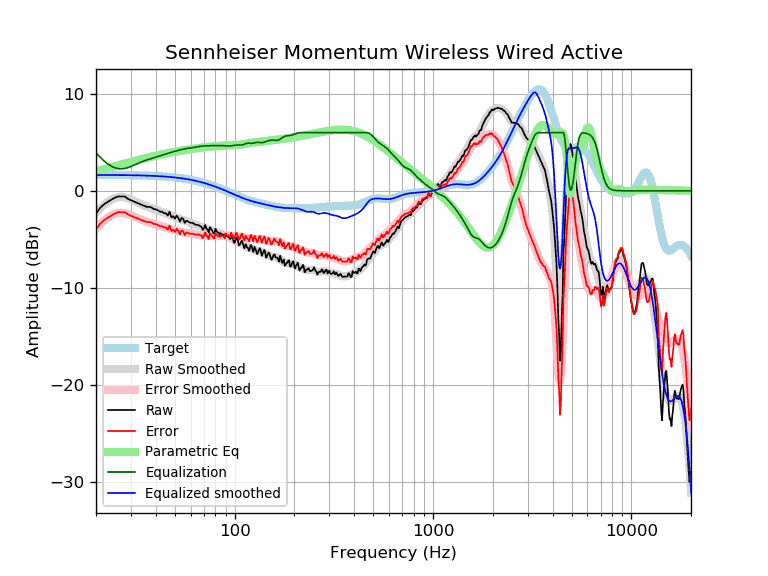 Sennheiser Momentum Wireless Wired Active
10
0
−10
−20
−30
Amplitude (dBr)
Target
Raw Smoothed
Error Smoothed
Raw
Error
Parametric Eq
Equalization
Equalized smoothed
100 1000 10000
Frequency (Hz)